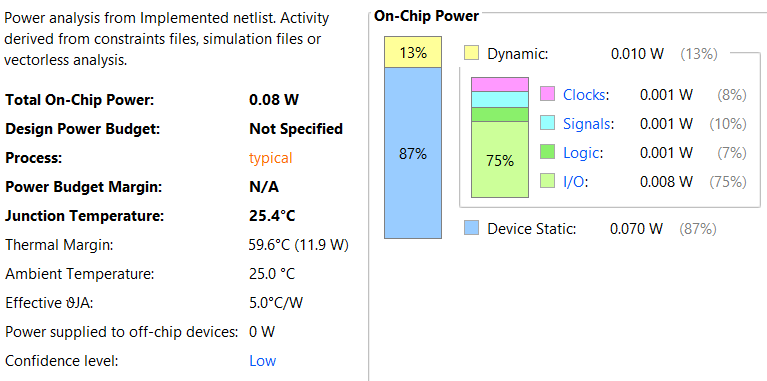 Power analysis from Implemented netlist. Activity
derived from constraints files, simulation files or
vectorless analysis.
Total On-Chip Power: 0.08 W
Design Power Budget: Not Specified
Process: typical
Power Budget Margin: N/A
Junction Temperature: 25.4°C
Thermal Margin: 59.6°C (11.9 W)
Ambient Temperature: 25.0 °C
Effective ϑJA: 5.0°C/W
Power supplied to off-chip devices: 0 W
Confidence level: Low
On-Chip Power
13%
87%
Dynamic: 0.010 W (13%)
75%
Clocks: 0.001 W (8%)
Signals: 0.001 W (10%)
Logic: 0.001 W (7%)
I/O: 0.008 W (75%)
Device Static: 0.070 W (87%)